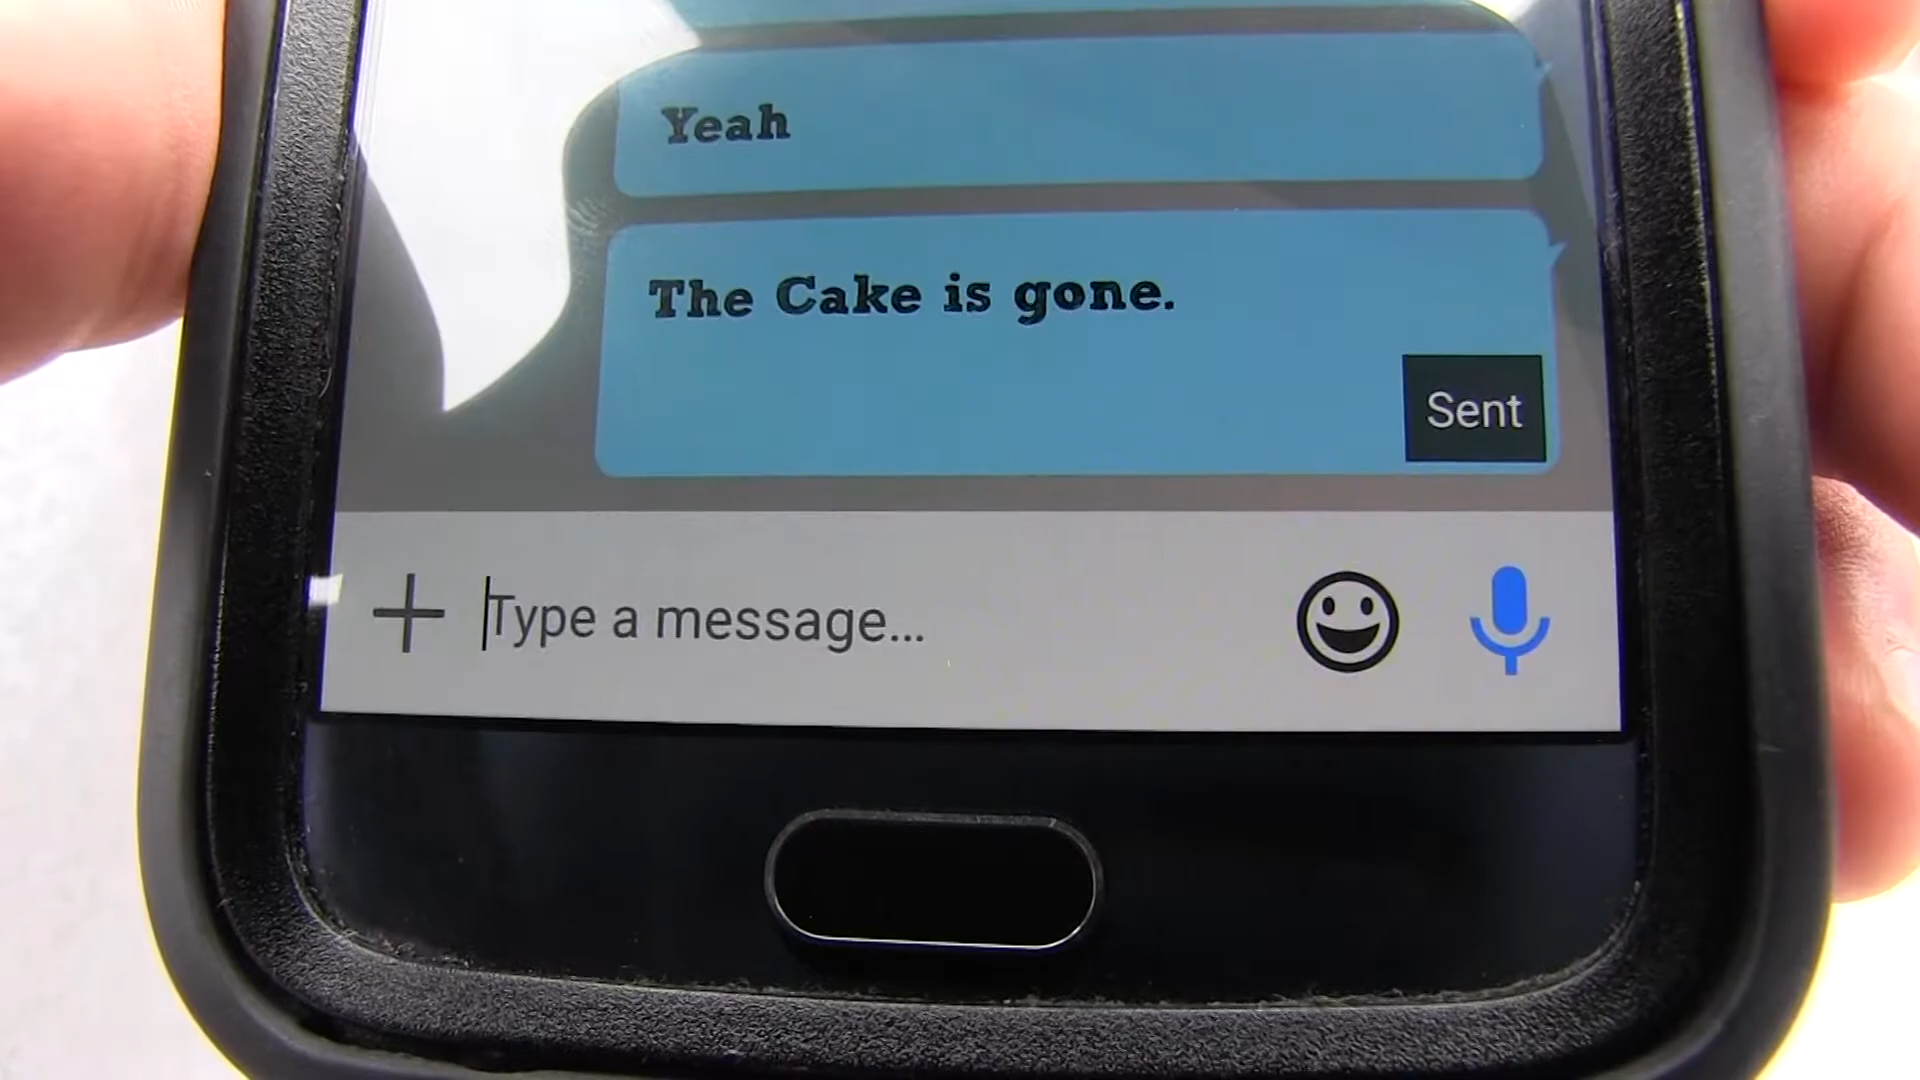 Yeah
The Cake is gone.
Sent
Type a message...